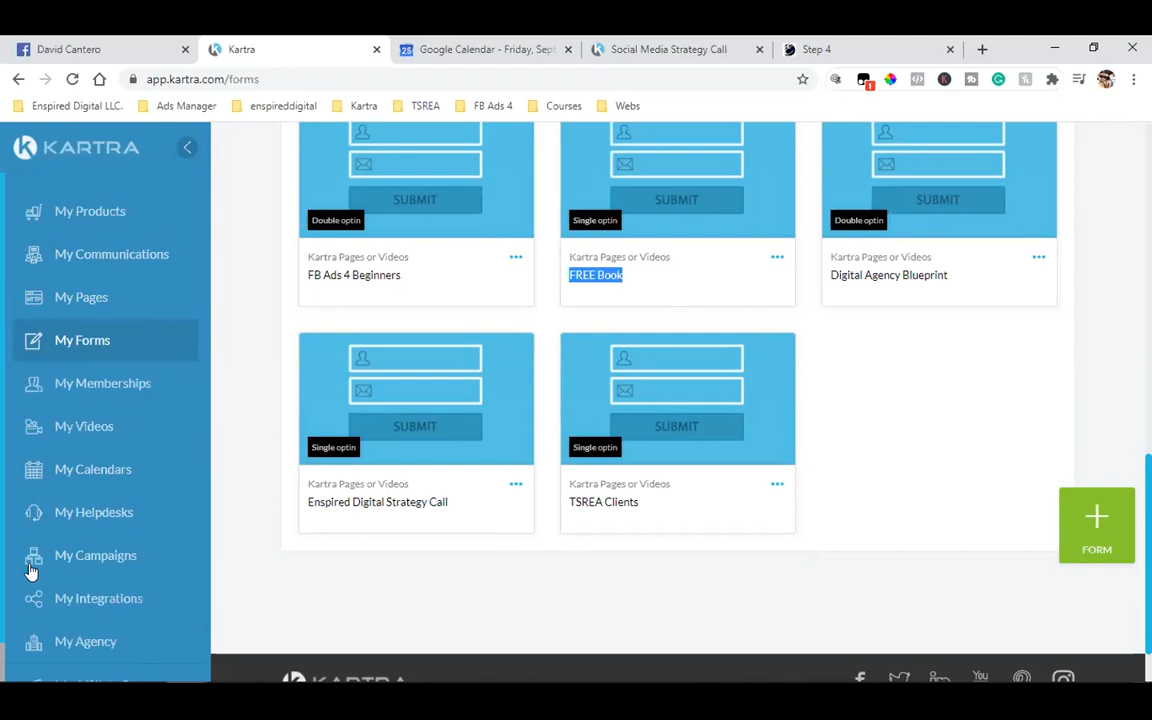 David Cantero
Kartra
Google Calendar - Friday, Sept
Social Media Strategy Call
Step 4
app.kartra.com/forms
Enspired Digital LLC.
Ads Manager
enspireddigital
Kartra
TSREA
FB Ads 4
Courses
Webs
KARTRA
My Products
My Communications
My Pages
My Forms
My Memberships
My Videos
My Calendars
My Helpdesks
My Campaigns
My Integrations
My Agency
SUBMIT
Double optin
Kartra Pages or Videos
FB Ads 4 Beginners
SUBMIT
Single optin
Kartra Pages or Videos
FREE Book
SUBMIT
Double optin
Kartra Pages or Videos
Digital Agency Blueprint
SUBMIT
Single optin
Kartra Pages or Videos
Enspired Digital Strategy Call
SUBMIT
Single optin
Kartra Pages or Videos
TSREA Clients
FORM
KARTRA
You